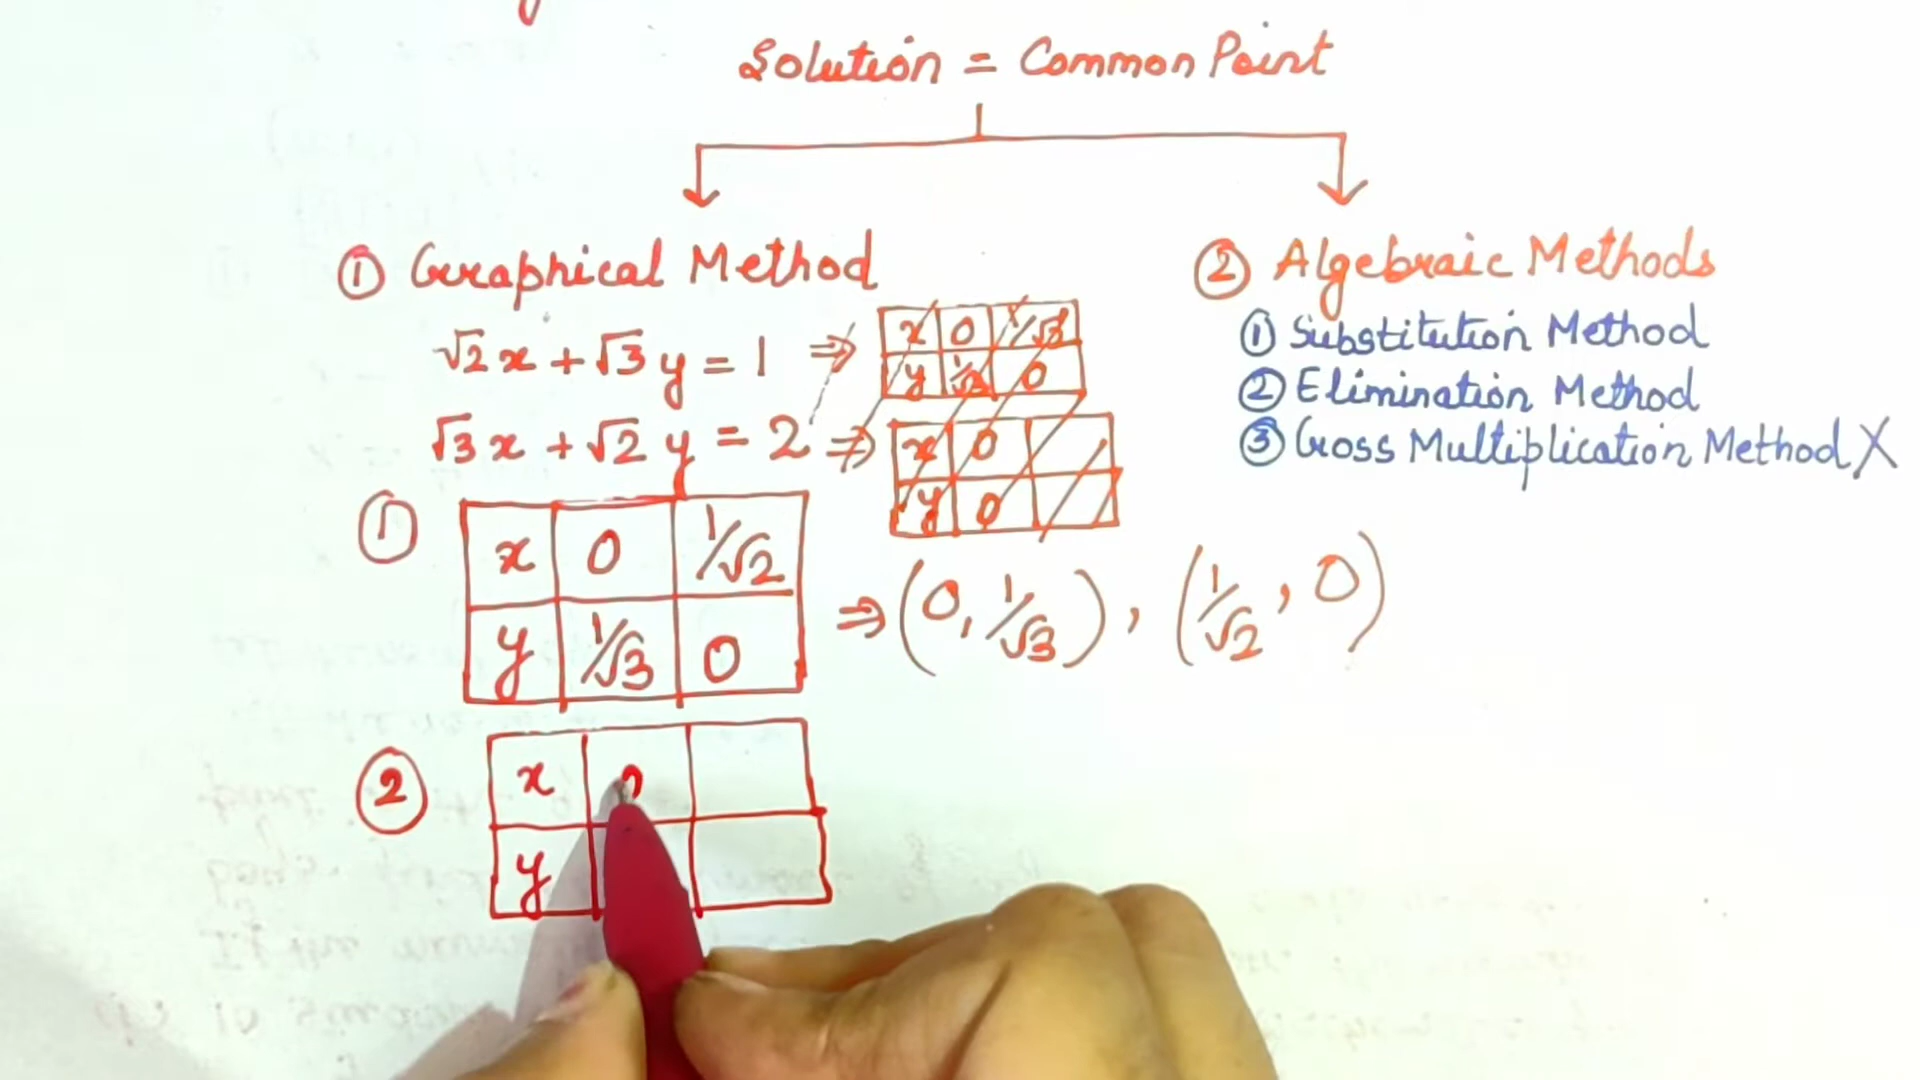 Solution = Common Point
① Graphical Method
√2x + √3y = 1 ⇒
x 0 1/√3
y 1/√2 0
√3x + √2y = 2 ⇒
x 0
y 0
② Algebraic Methods
① Substitution Method
② Elimination Method
③ Cross Multiplication Method X
①
x 0 1/√2
y 1/√3 0
⇒ (0, 1/√3), (1/√2, 0)
②
x 0
y